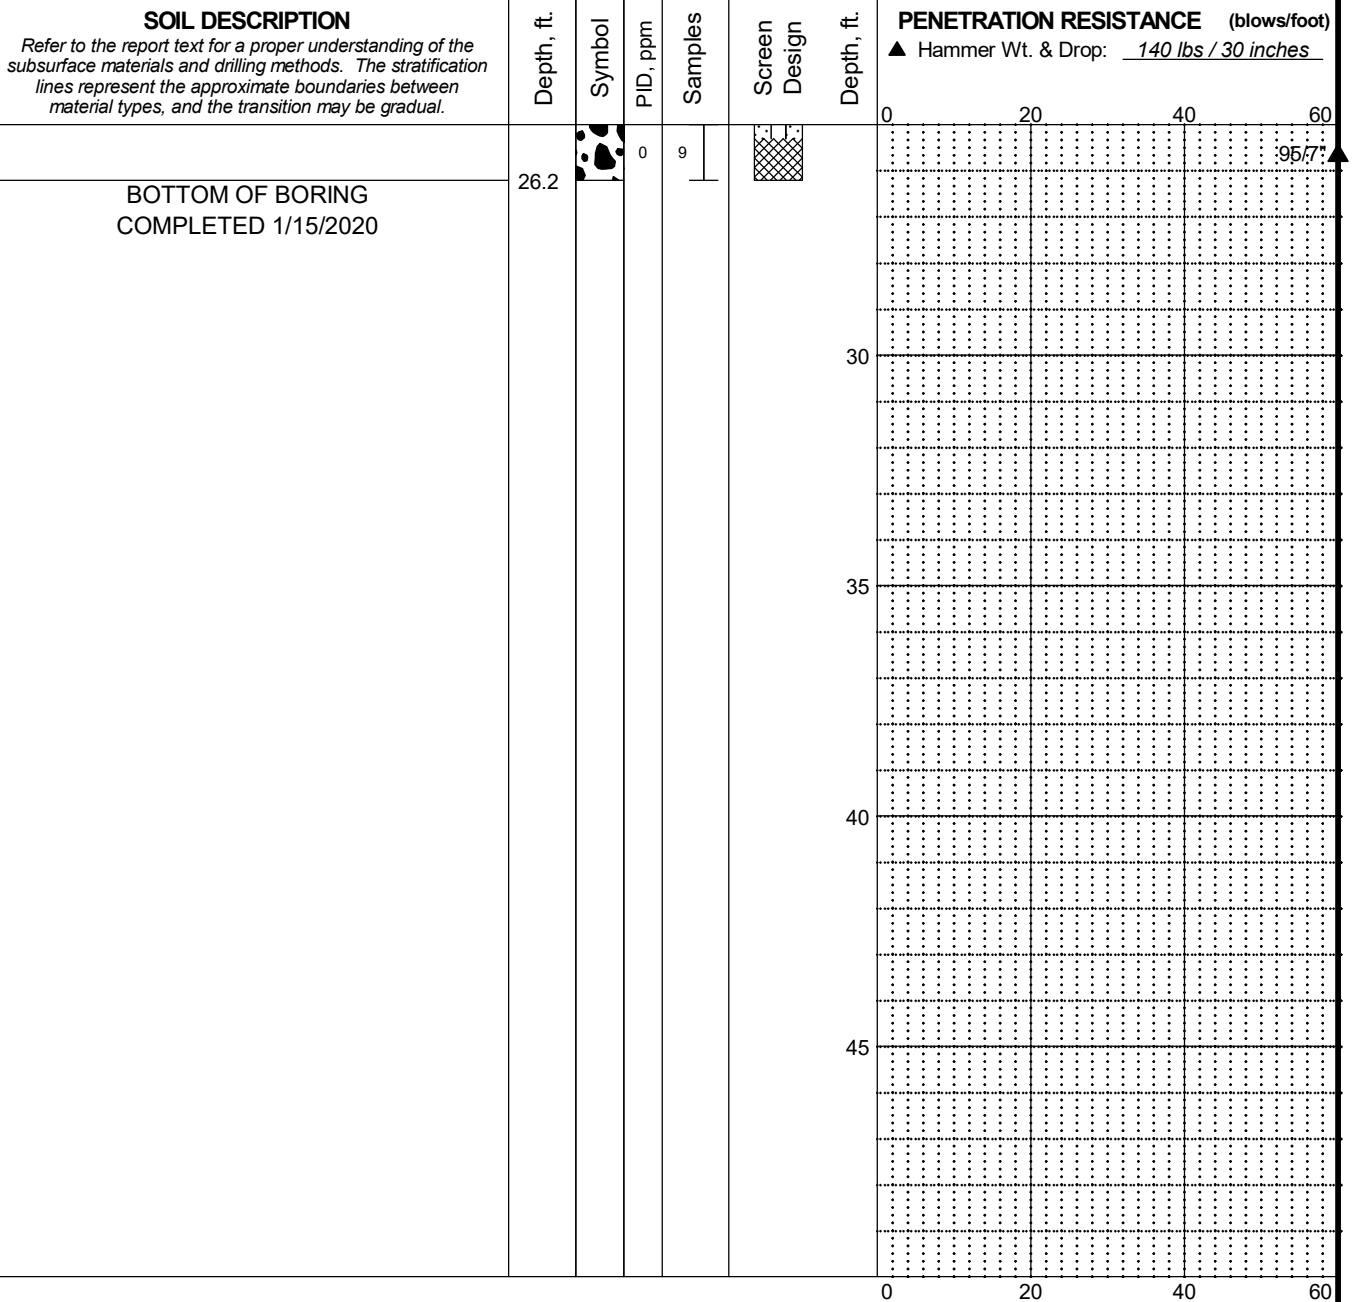 SOIL DESCRIPTION
Refer to the report text for a proper understanding of the
subsurface materials and drilling methods. The stratification
lines represent the approximate boundaries between
material types, and the transition may be gradual.
Depth, ft.
Symbol
PID, ppm
Samples
Screen
Design
Depth, ft.
PENETRATION RESISTANCE (blows/foot)
▲ Hammer Wt. & Drop: 140 lbs / 30 inches
0 20 40 60
0 9 95/7"
26.2
BOTTOM OF BORING
COMPLETED 1/15/2020
30
35
40
45
0 20 40 60